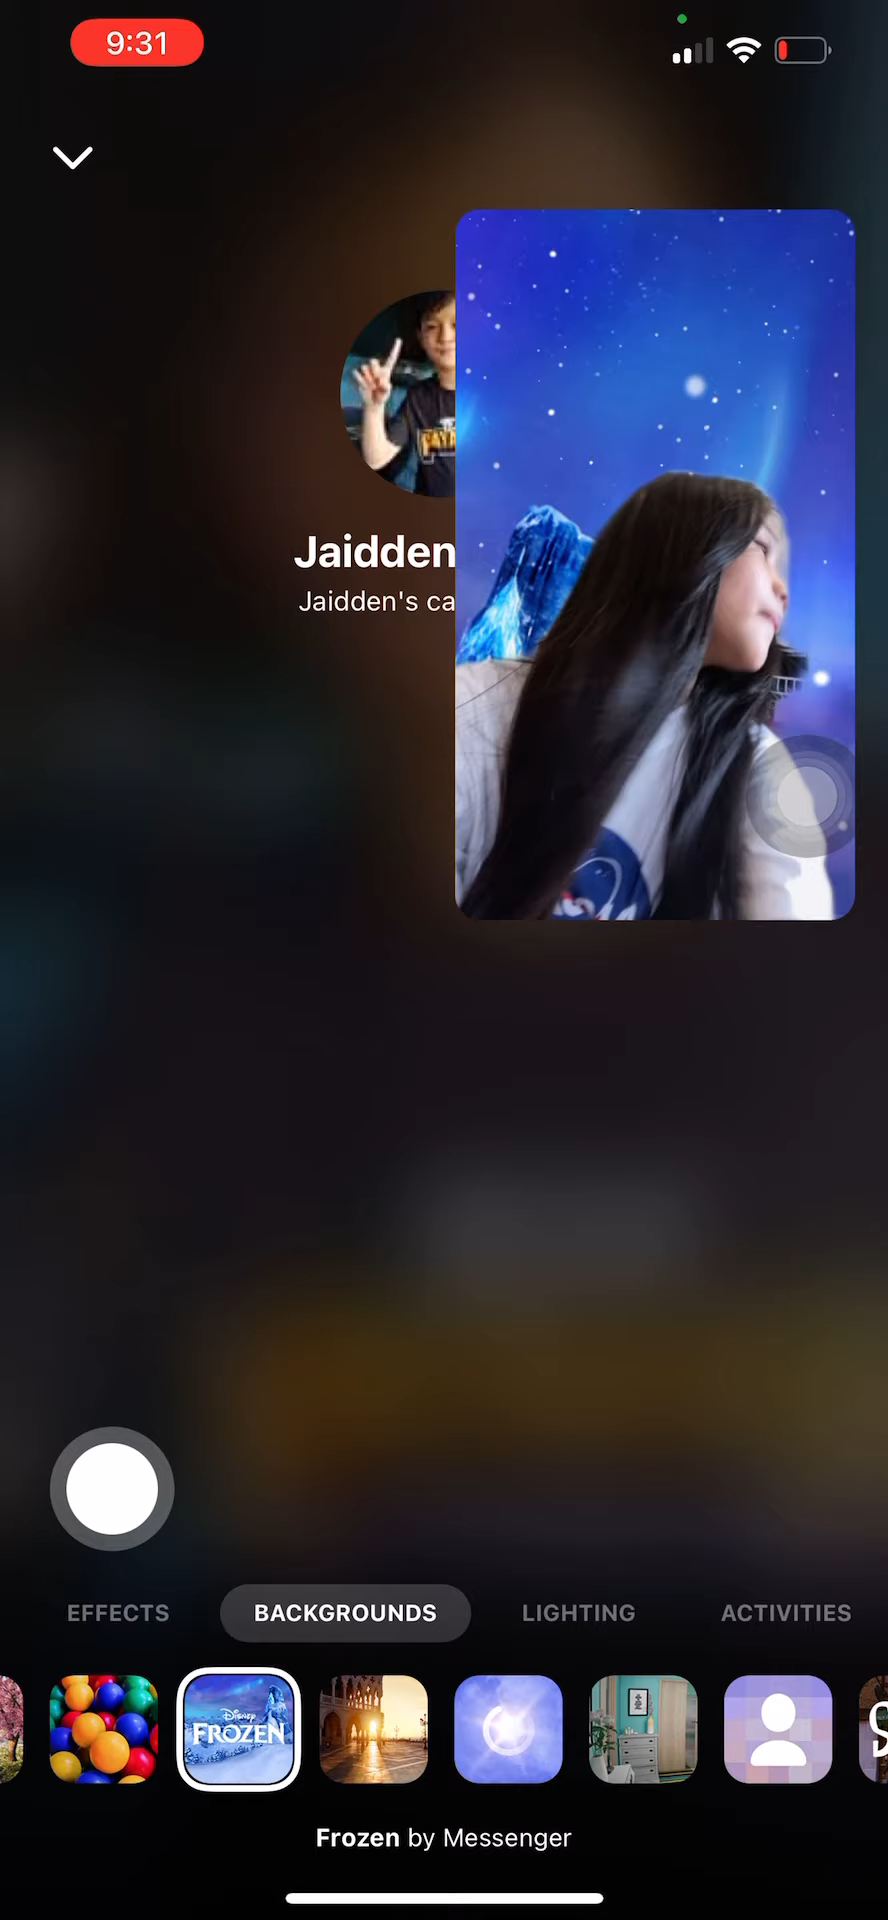 9:31
Jaidden
Jaidden's ca
EFFECTS
BACKGROUNDS
LIGHTING
ACTIVITIES
Disney
FROZEN
Frozen by Messenger